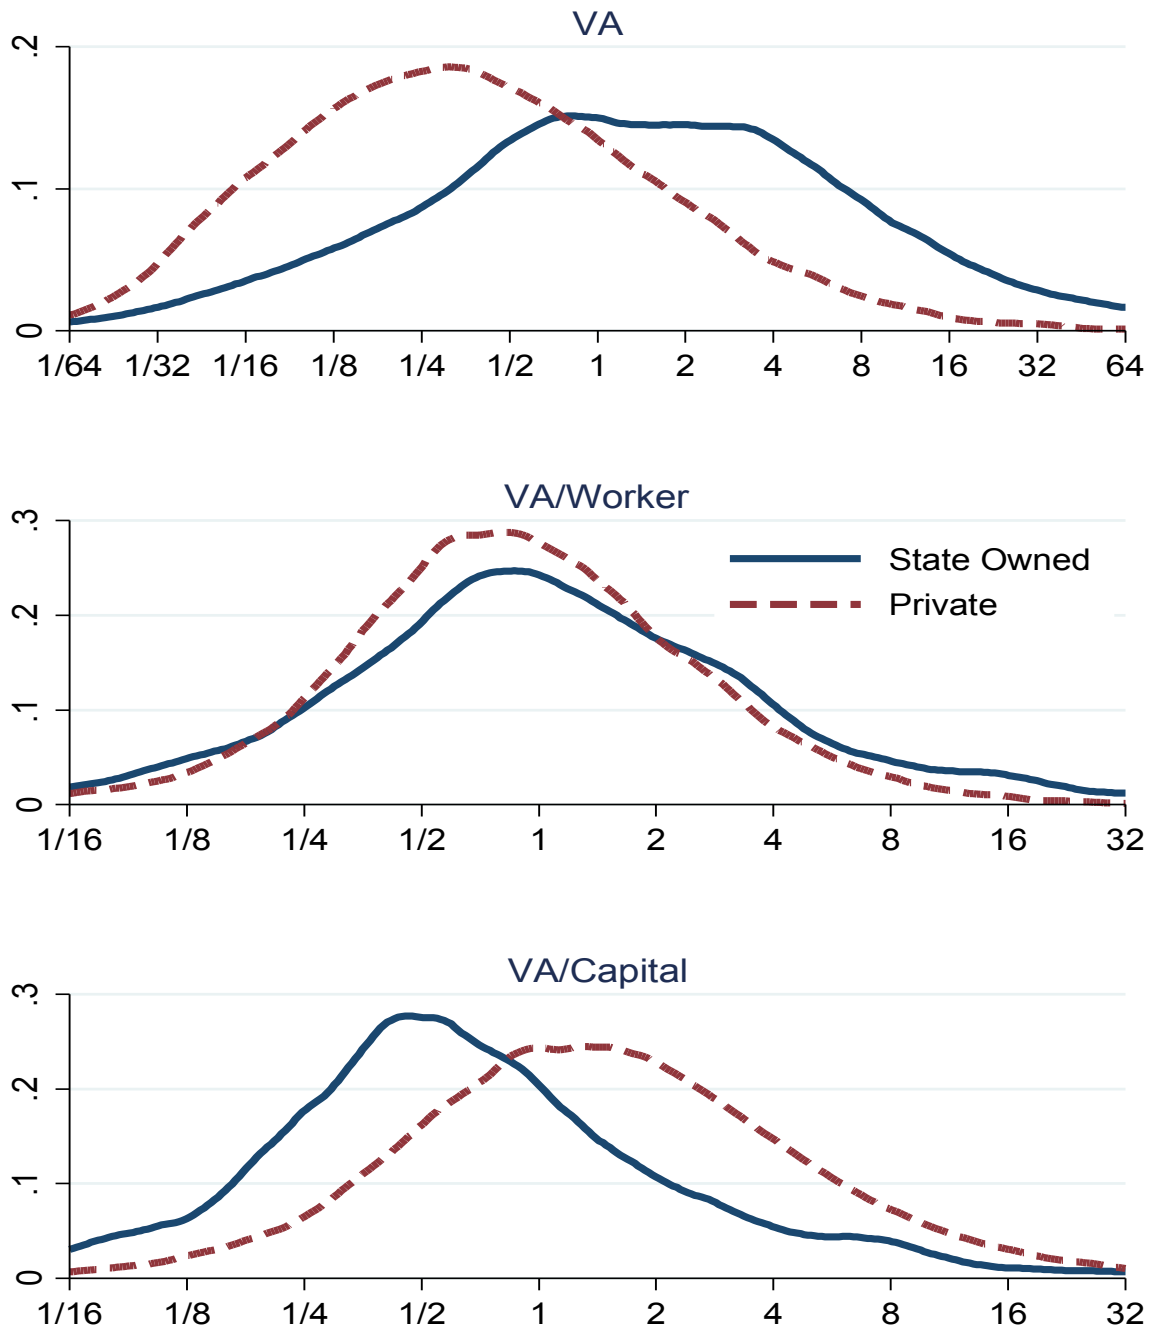 VA
.2
.1
0
1/64 1/32 1/16 1/8 1/4 1/2 1 2 4 8 16 32 64
VA/Worker
.3
.2
.1
0
State Owned
Private
1/16 1/8 1/4 1/2 1 2 4 8 16 32
VA/Capital
.3
.2
.1
0
1/16 1/8 1/4 1/2 1 2 4 8 16 32